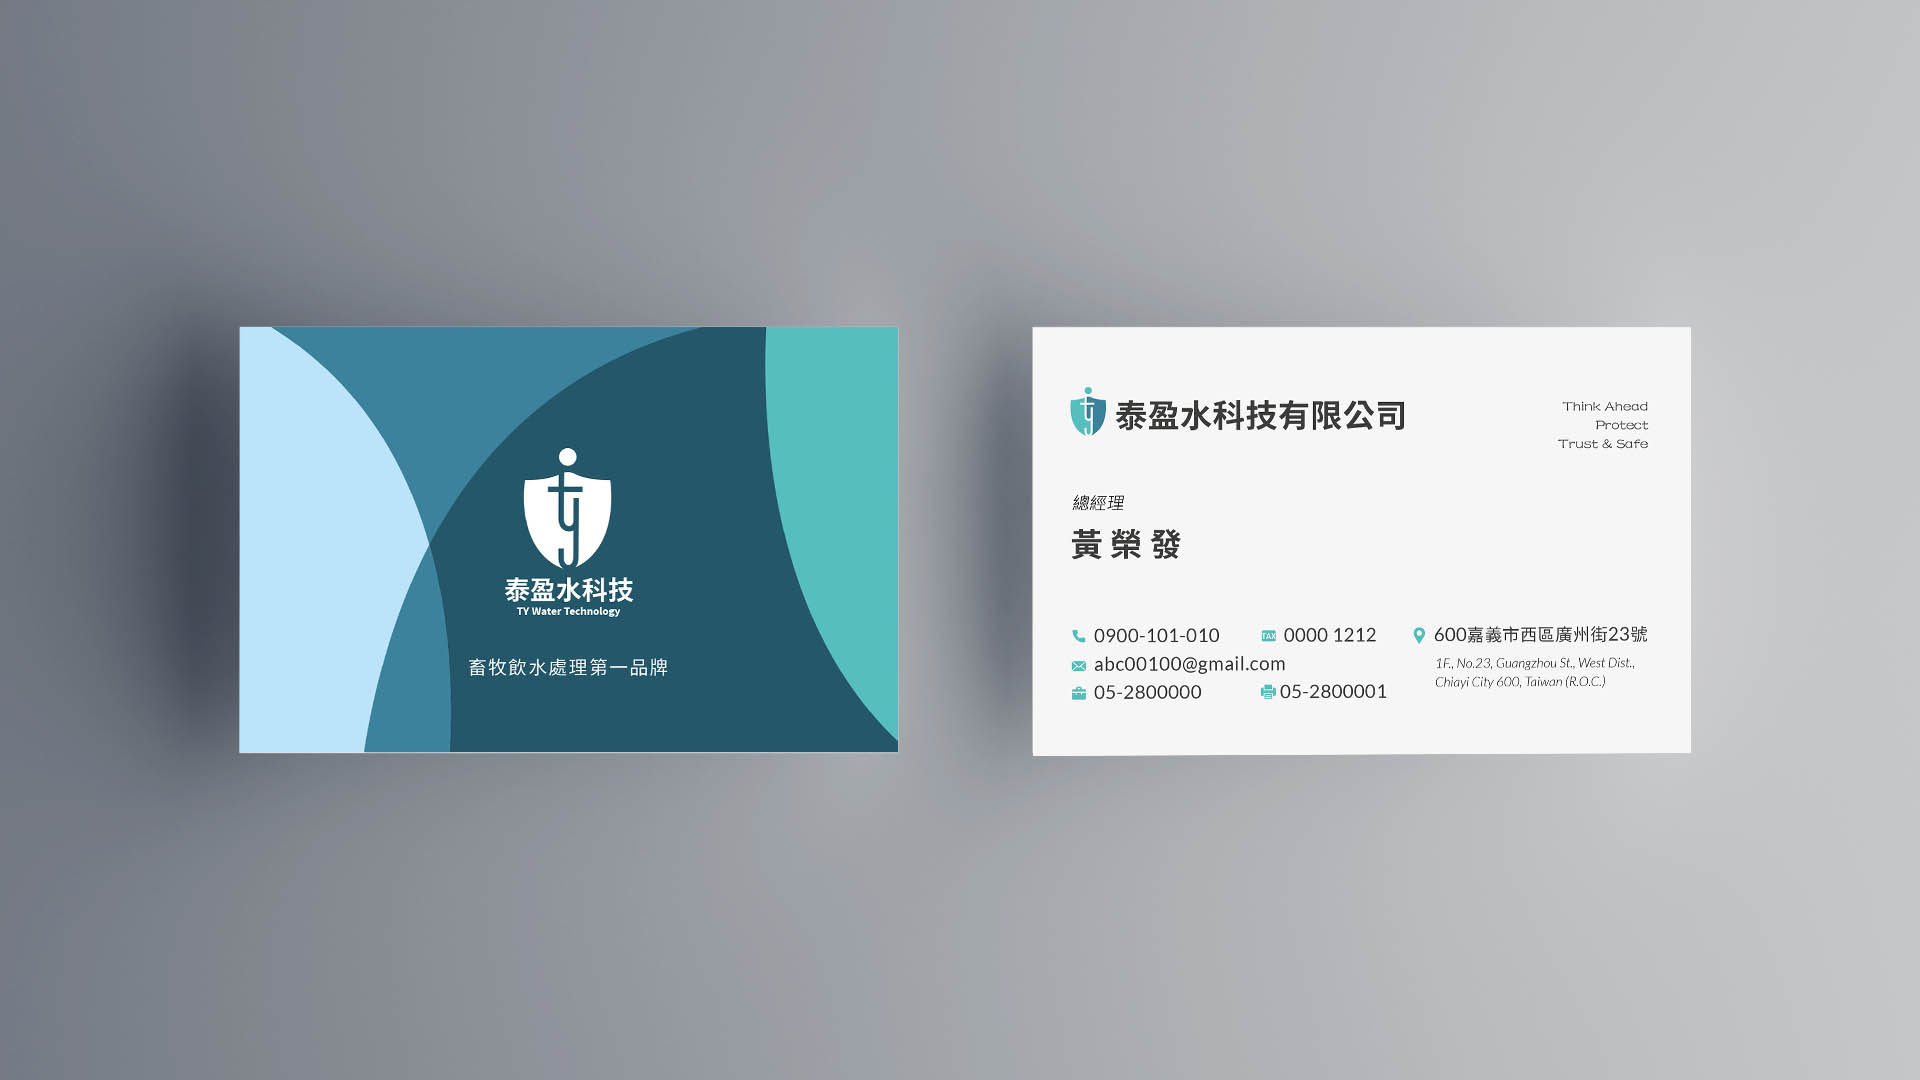 ty
泰盈水科技
TY Water Technology
畜牧飲水處理第一品牌
ty
泰盈水科技有限公司
Think Ahead
Protect
Trust & Safe
總經理
黃榮發
0900-101-010
TAX 0000 1212
abc00100@gmail.com
05-2800000
05-2800001
600嘉義市西區廣州街23號
1F., No.23, Guangzhou St., West Dist.,
Chiayi City 600, Taiwan (R.O.C.)